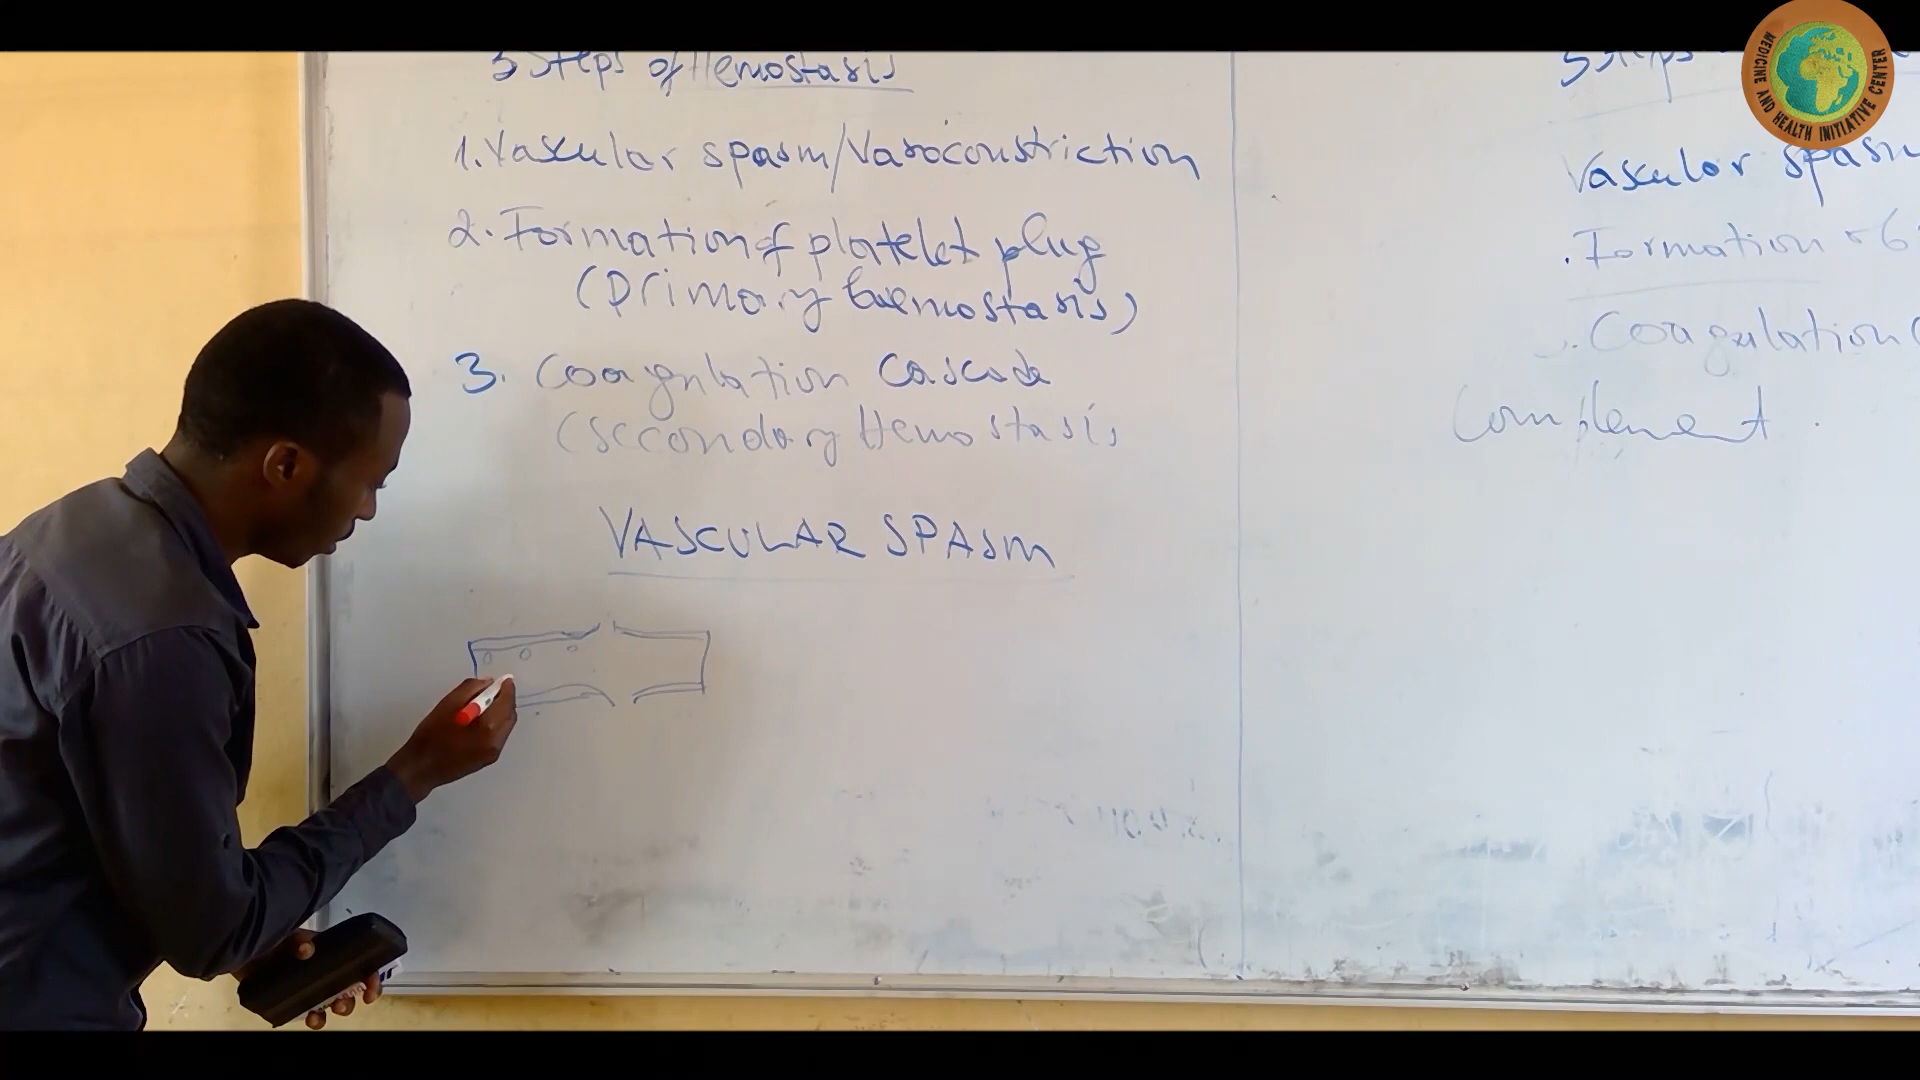 3 Steps of Hemostasis
1. Vascular spasm/Vasoconstriction
2. Formation of platelet plug
(primary haemostasis)
3. Coagulation Cascade
(Secondary Hemostasis
VASCULAR SPASM
Steps
Vascular spasm
. Formation
. Coagulation
Complement .
MEDICINE AND HEALTH INITIATIVE CENTER